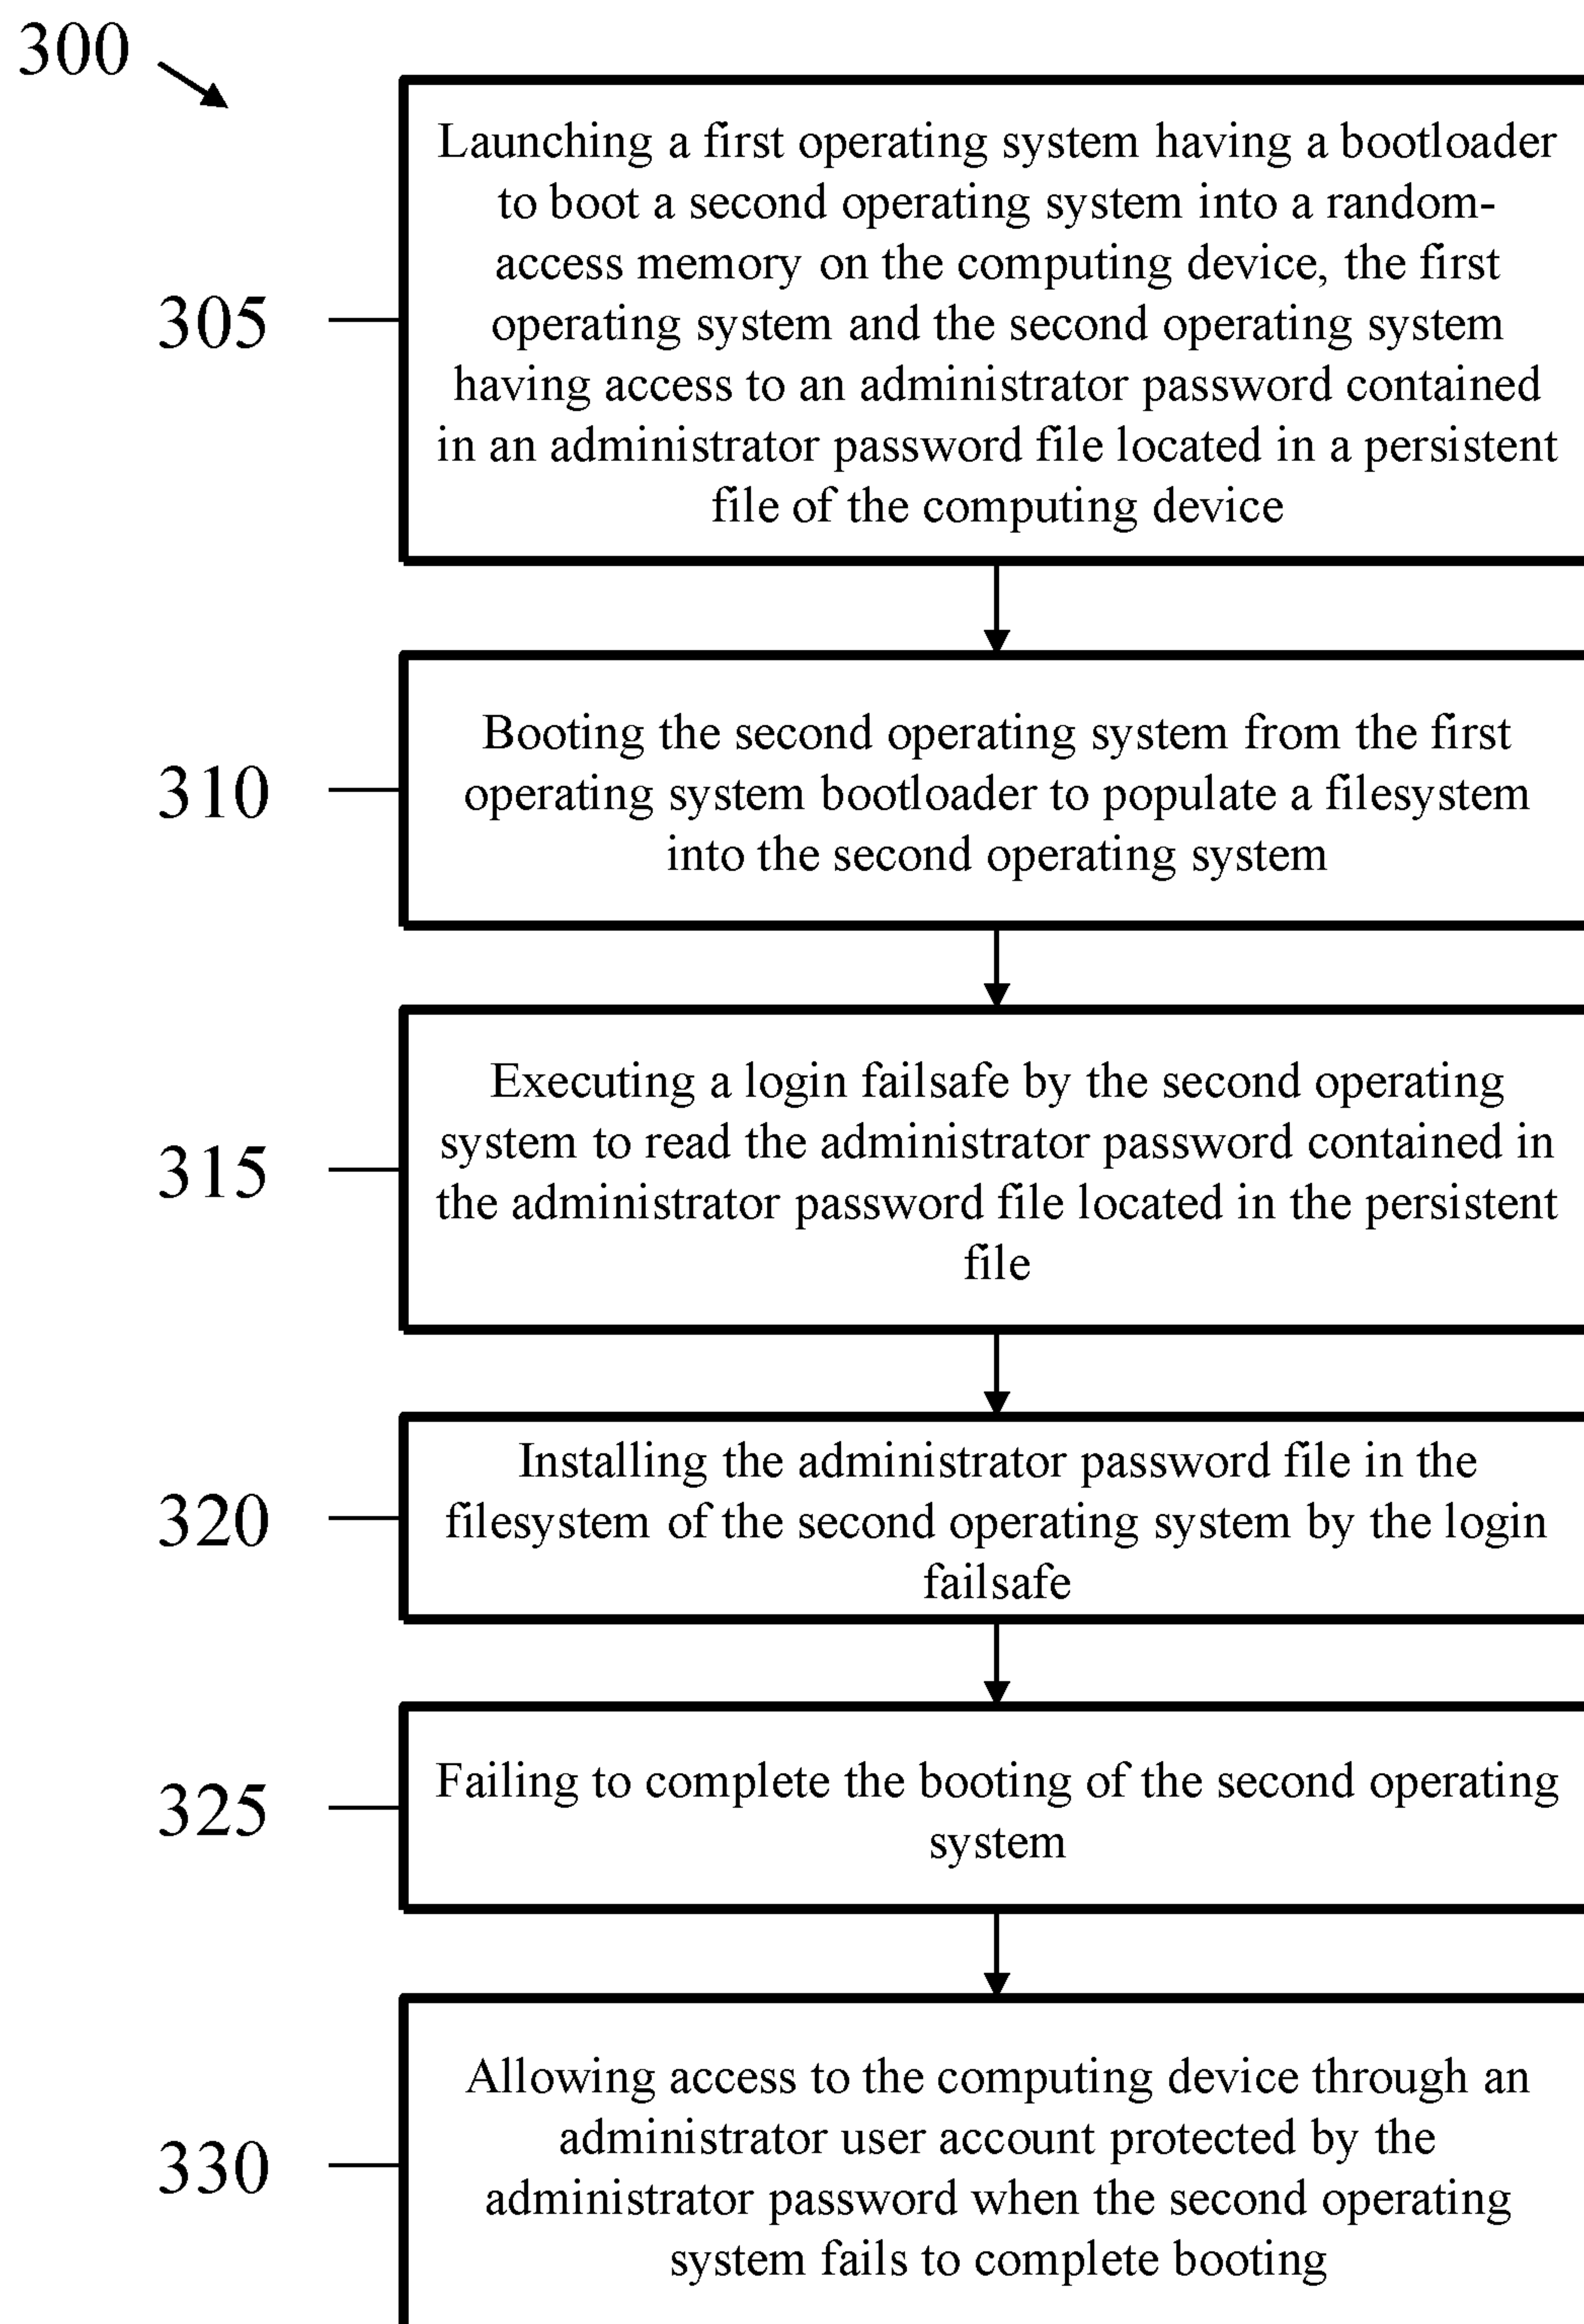 300
Launching a first operating system having a bootloader
to boot a second operating system into a random-
access memory on the computing device, the first
operating system and the second operating system
having access to an administrator password contained
in an administrator password file located in a persistent
file of the computing device
305
Booting the second operating system from the first
operating system bootloader to populate a filesystem
into the second operating system
310
Executing a login failsafe by the second operating
system to read the administrator password contained in
the administrator password file located in the persistent
file
315
Installing the administrator password file in the
filesystem of the second operating system by the login
failsafe
320
Failing to complete the booting of the second operating
system
325
Allowing access to the computing device through an
administrator user account protected by the
administrator password when the second operating
system fails to complete booting
330